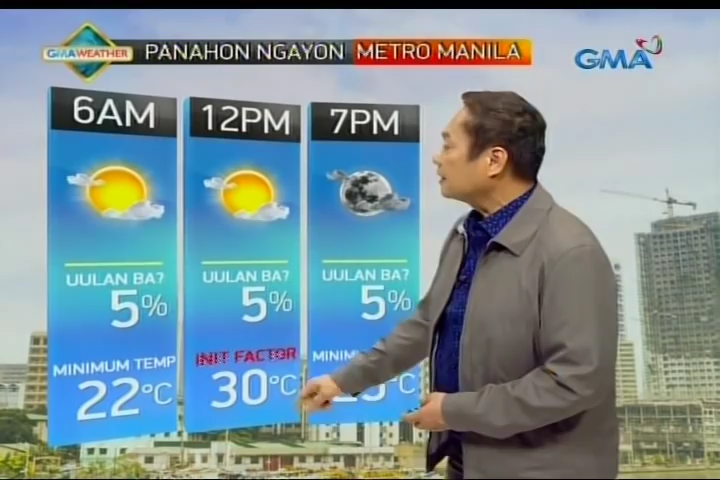 GMA WEATHER
PANAHON NGAYON METRO MANILA
GMA
6AM
UULAN BA?
5%
MINIMUM TEMP
22°C
12PM
UULAN BA?
5%
INIT FACTOR
30°C
7PM
UULAN BA?
5%